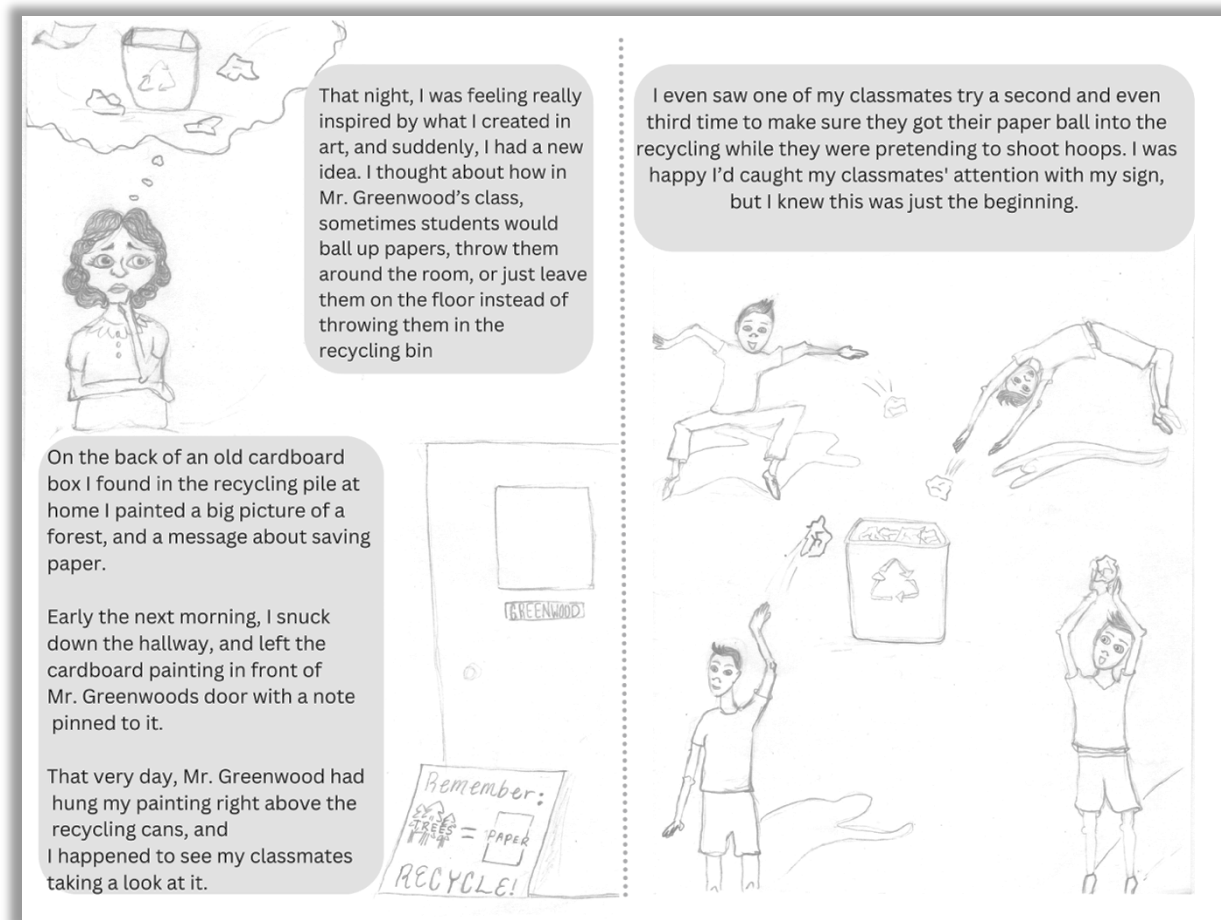 That night, I was feeling really
inspired by what I created in
art, and suddenly, I had a new
idea. I thought about how in
Mr. Greenwood’s class,
sometimes students would
ball up papers, throw them
around the room, or just leave
them on the floor instead of
throwing them in the
recycling bin
On the back of an old cardboard
box I found in the recycling pile at
home I painted a big picture of a
forest, and a message about saving
paper.
Early the next morning, I snuck
down the hallway, and left the
cardboard painting in front of
Mr. Greenwoods door with a note
pinned to it.
That very day, Mr. Greenwood had
hung my painting right above the
recycling cans, and
I happened to see my classmates
taking a look at it.
GREENWOOD
Remember:
TREES = PAPER
RECYCLE!
I even saw one of my classmates try a second and even
third time to make sure they got their paper ball into the
recycling while they were pretending to shoot hoops. I was
happy I’d caught my classmates' attention with my sign,
but I knew this was just the beginning.